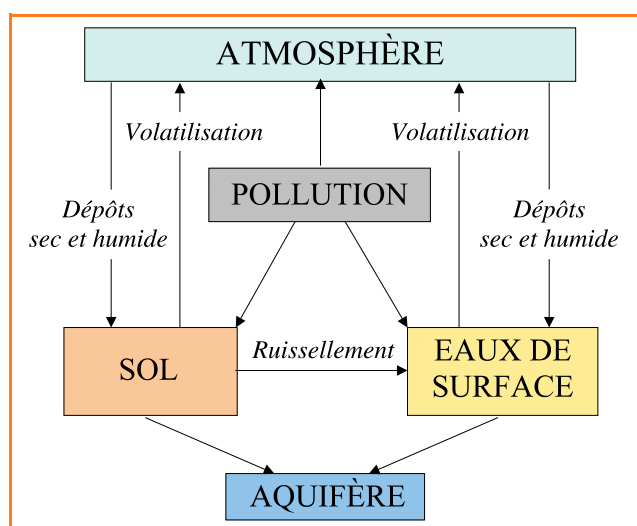 ATMOSPHÈRE
Volatilisation
Volatilisation
POLLUTION
Dépôts
sec et humide
Dépôts
sec et humide
SOL
Ruissellement
EAUX DE
SURFACE
AQUIFÈRE